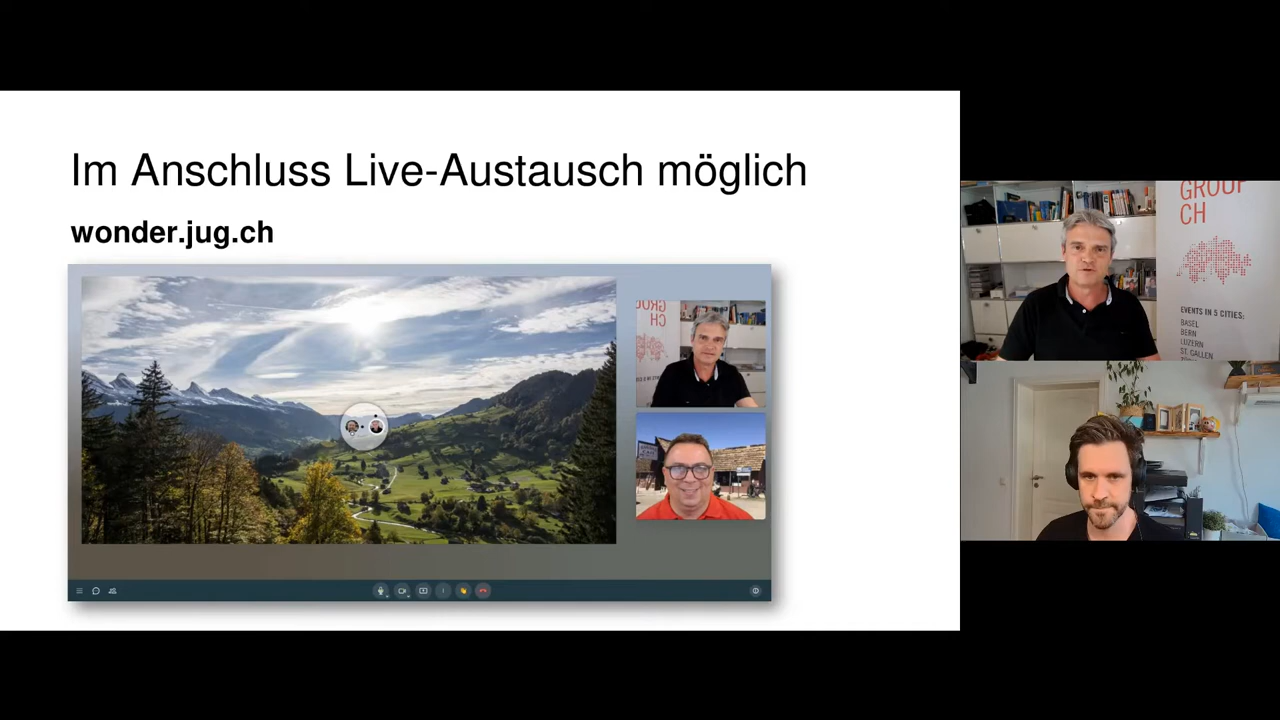 Im Anschluss Live-Austausch möglich
wonder.jug.ch
GROUP
CH
EVENTS IN 5 CITIES:
BASEL
BERN
LUZERN
ST. GALLEN